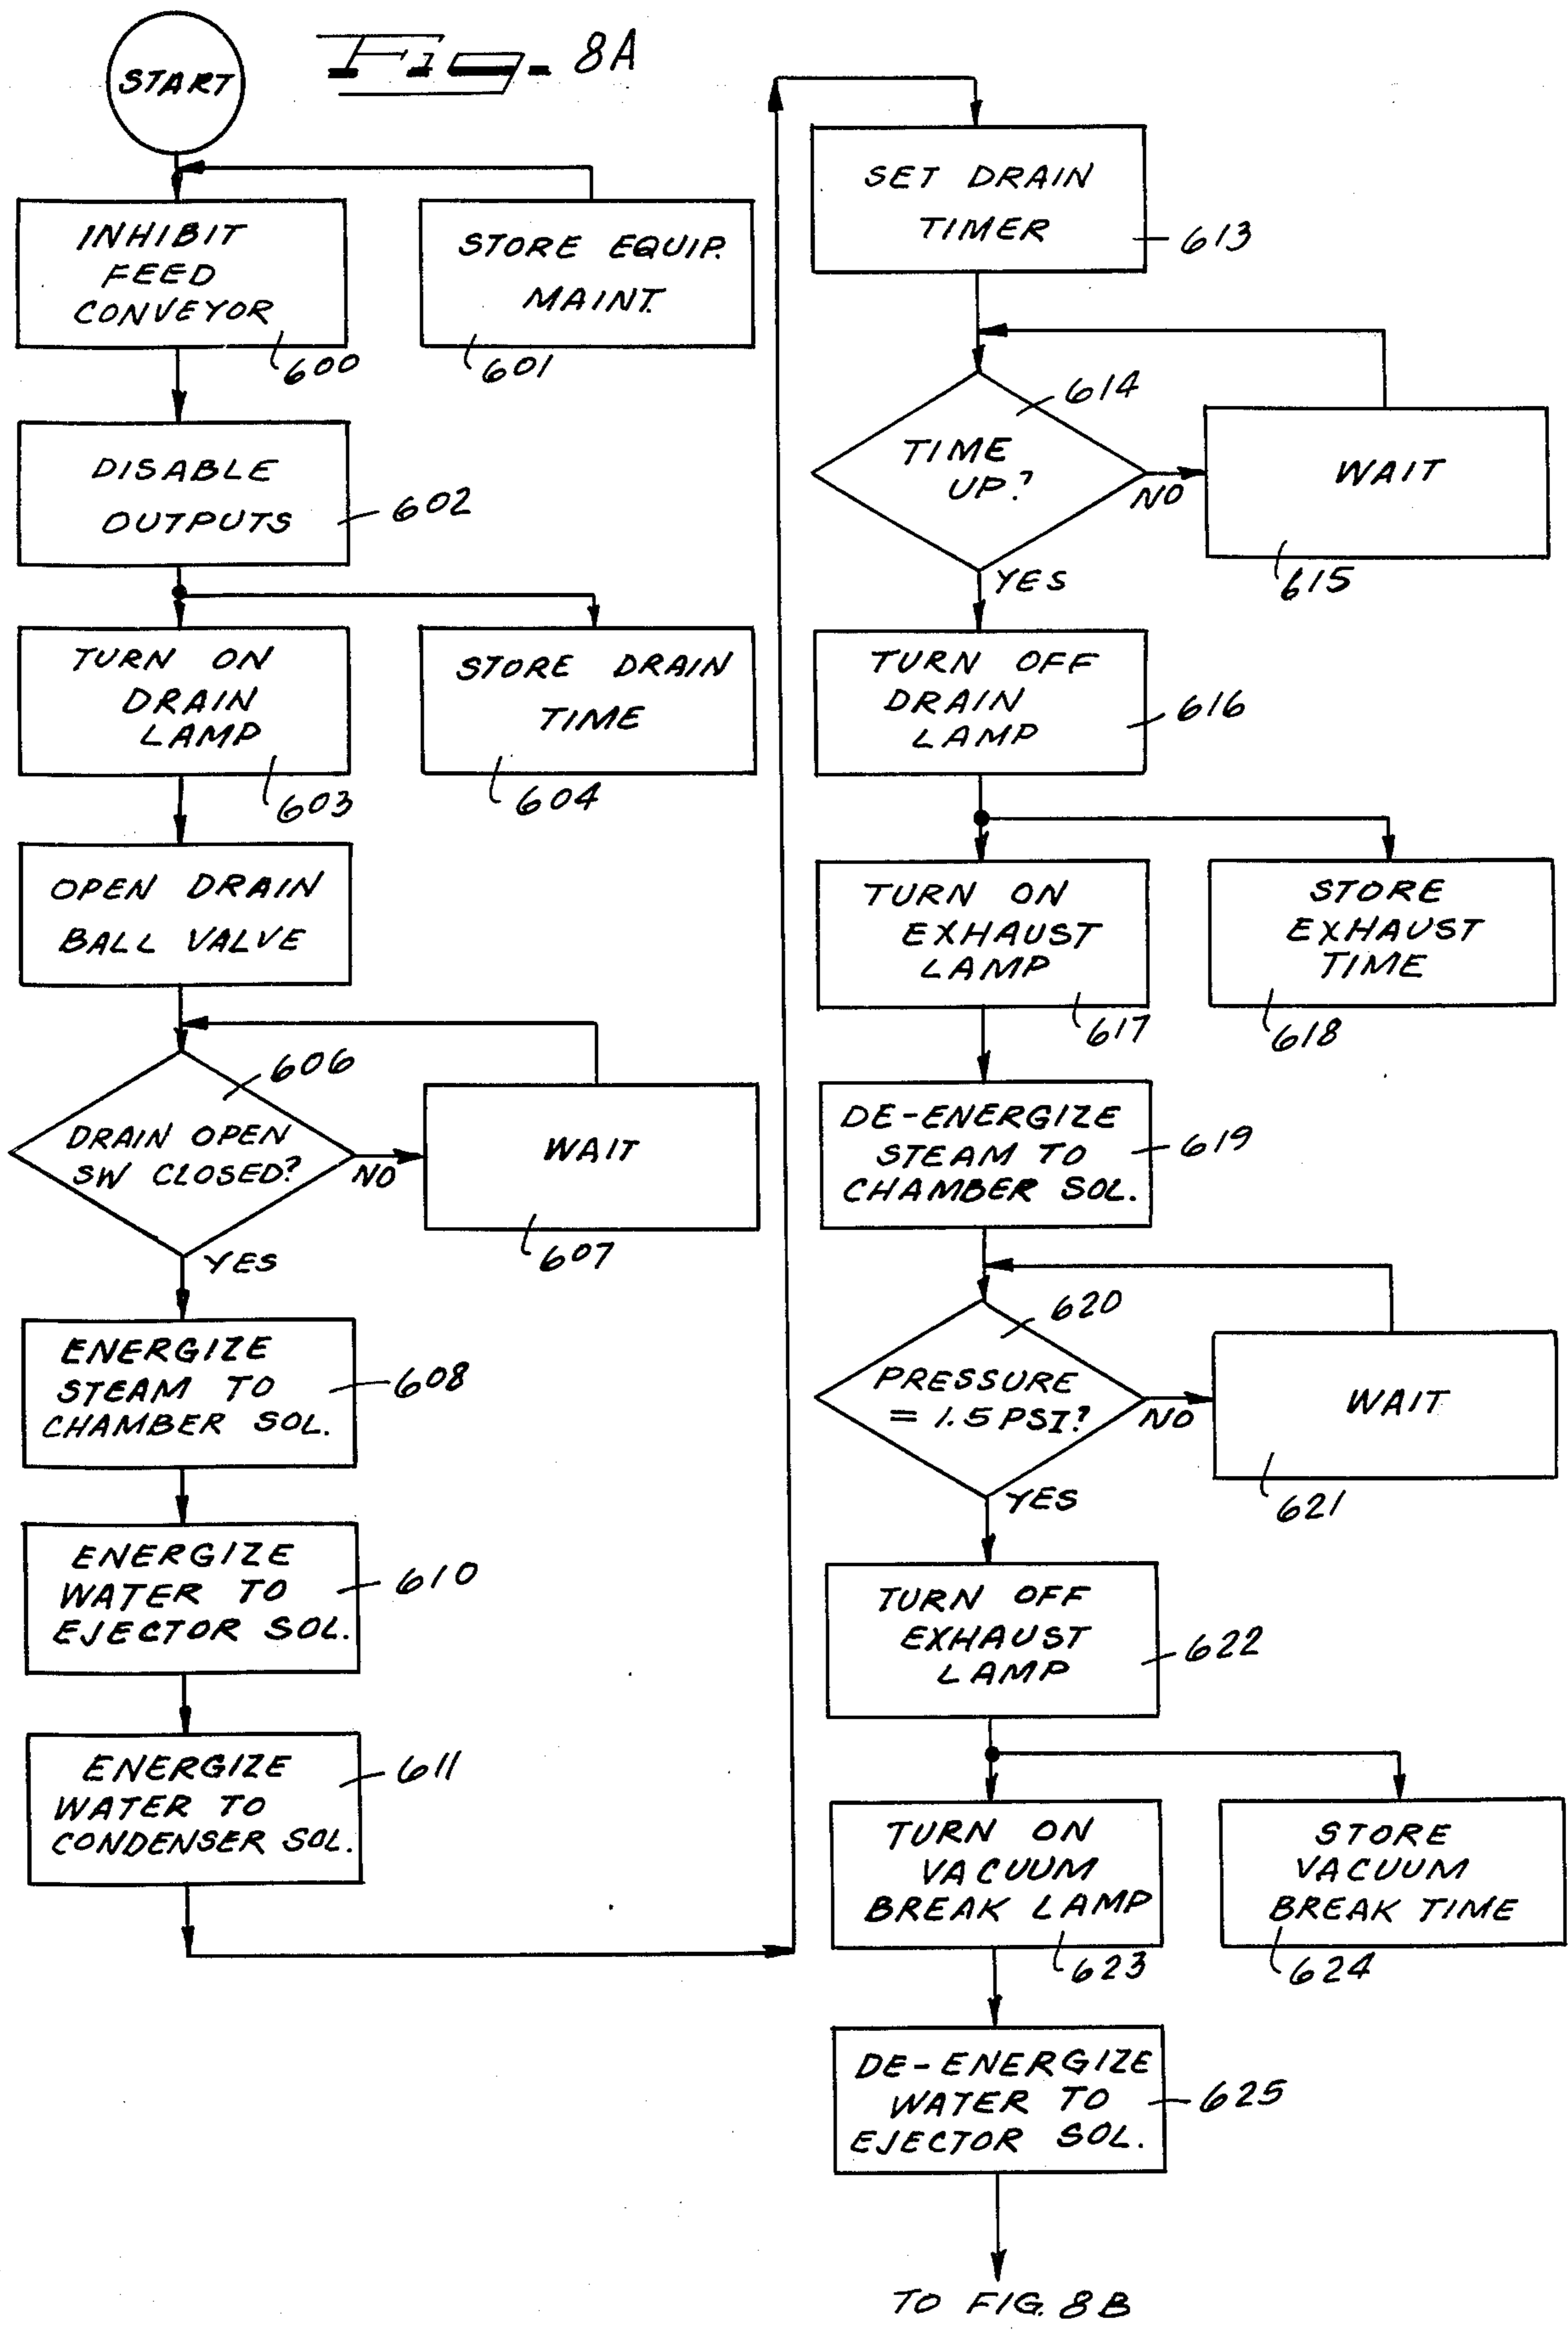 Fig. 8A
START
INHIBIT
FEED
CONVEYOR
600
STORE EQUIP.
MAINT.
601
DISABLE
OUTPUTS
602
TURN ON
DRAIN
LAMP
603
STORE DRAIN
TIME
604
OPEN DRAIN
BALL VALVE
606
DRAIN OPEN
SW CLOSED?
NO
WAIT
607
YES
ENERGIZE
STEAM TO
CHAMBER SOL.
608
ENERGIZE
WATER TO
EJECTOR SOL.
610
ENERGIZE
WATER TO
CONDENSER SOL.
611
SET DRAIN
TIMER
613
614
TIME
UP?
NO
WAIT
615
YES
TURN OFF
DRAIN
LAMP
616
TURN ON
EXHAUST
LAMP
617
STORE
EXHAUST
TIME
618
DE-ENERGIZE
STEAM TO
CHAMBER SOL.
619
620
PRESSURE
= 1.5 PSI?
NO
WAIT
621
YES
TURN OFF
EXHAUST
LAMP
622
TURN ON
VACUUM
BREAK LAMP
623
STORE
VACUUM
BREAK TIME
624
DE-ENERGIZE
WATER TO
EJECTOR SOL.
625
TO FIG. 8B